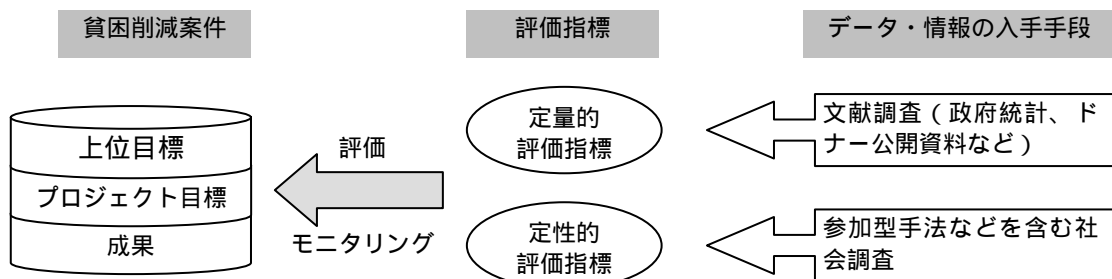 貧困削減案件
評価指標
データ・情報の入手手段
上位目標
プロジェクト目標
成果
評価
モニタリング
定量的
評価指標
定性的
評価指標
文献調査(政府統計、ド
ナー公開資料など)
参加型手法などを含む社
会調査